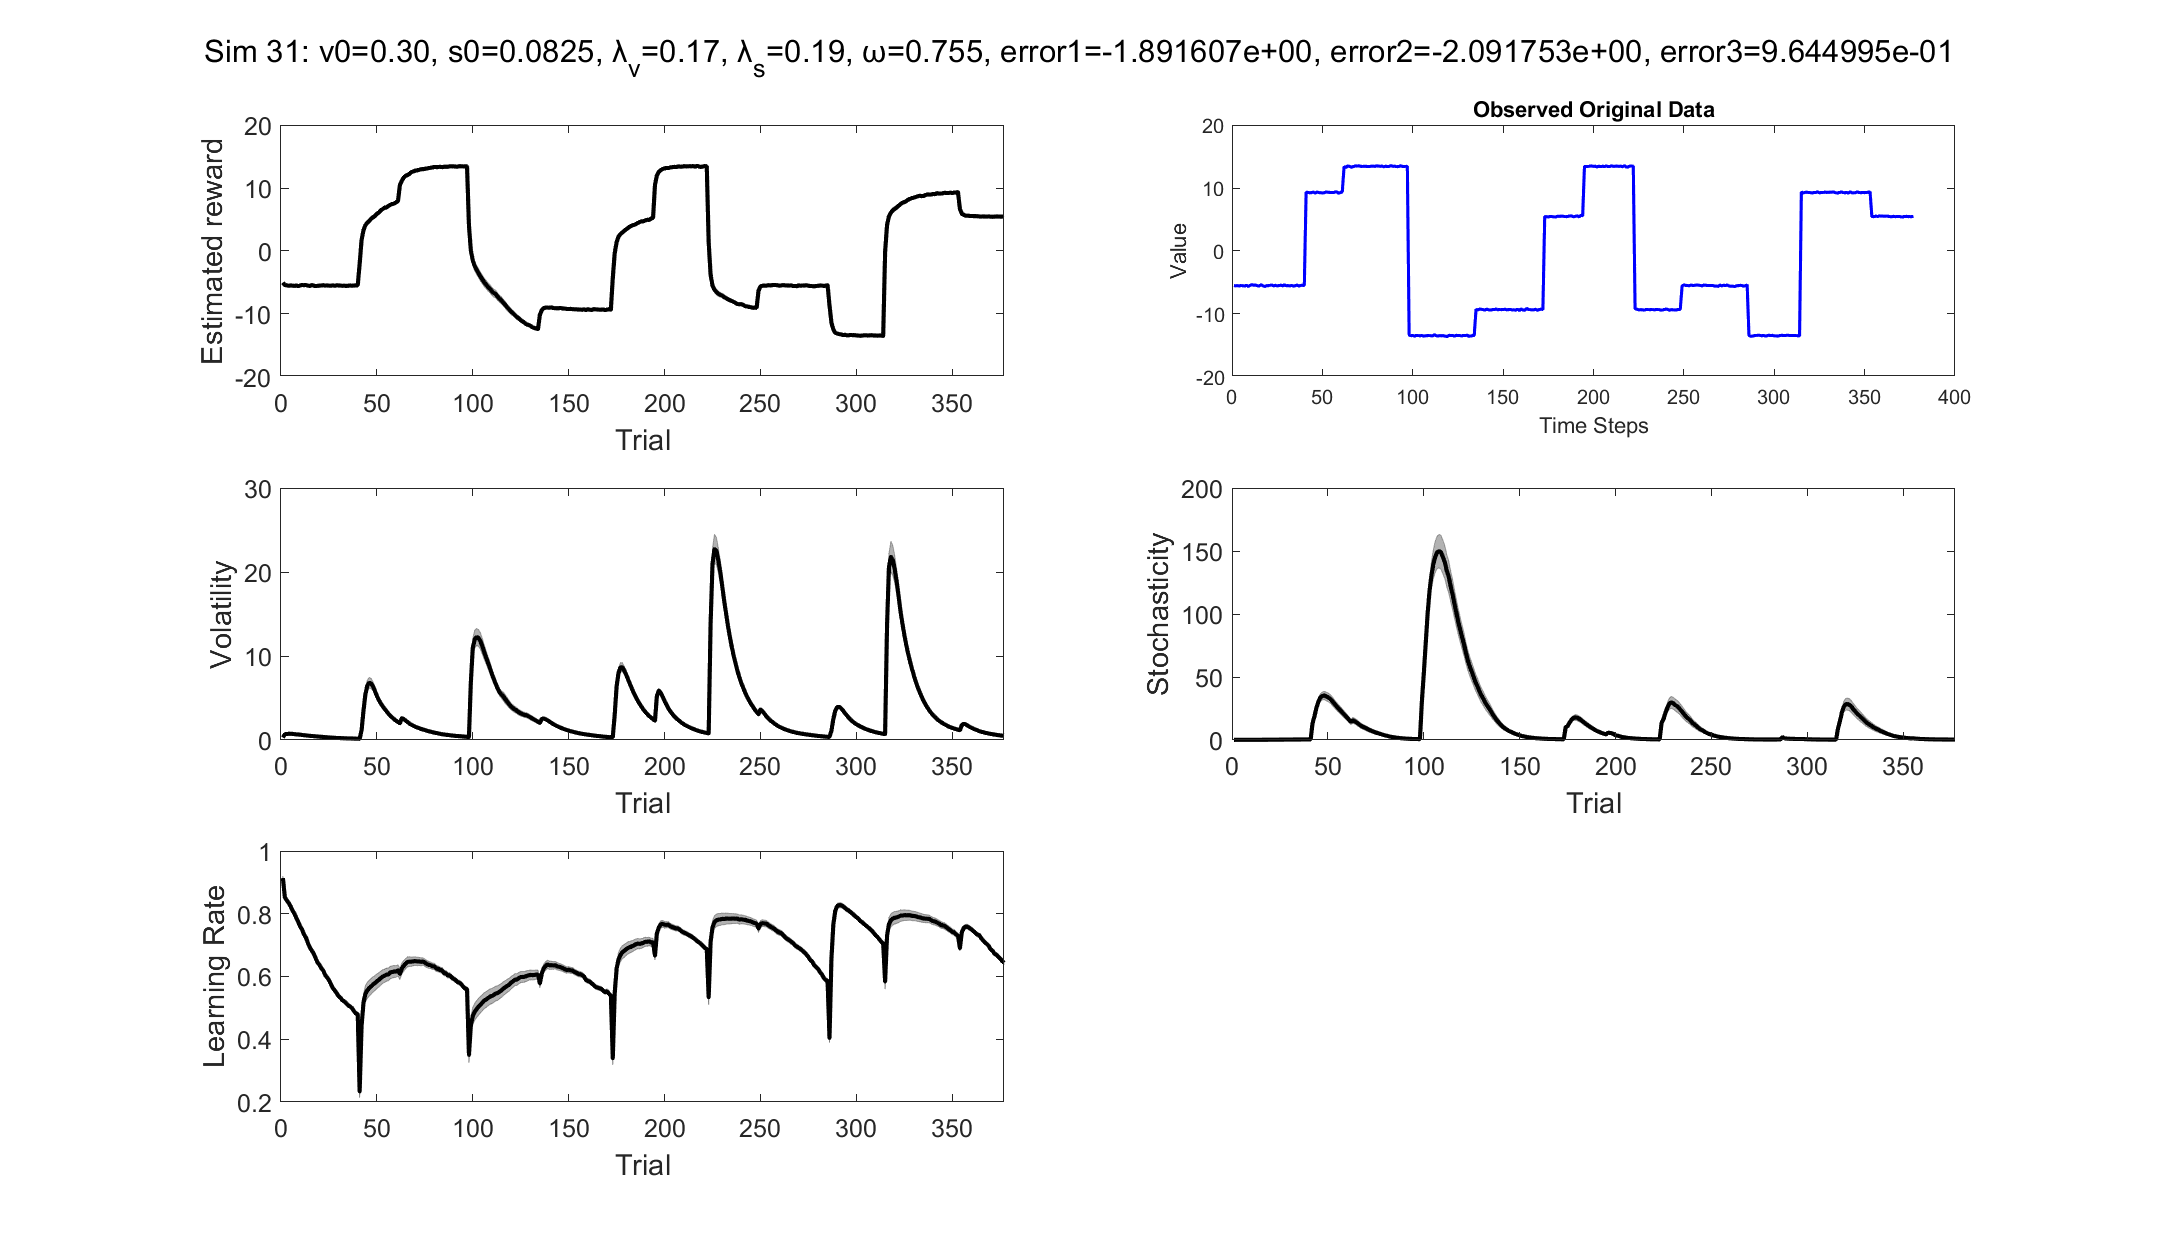 Sim 31: v0=0.30, s0=0.0825, λv=0.17, λs=0.19, ω=0.755, error1=-1.891607e+00, error2=-2.091753e+00, error3=9.644995e-01
Estimated reward
20
10
0
-10
-20
0 50 100 150 200 250 300 350
Trial
Observed Original Data
Value
20
10
0
-10
-20
0 50 100 150 200 250 300 350 400
Time Steps
Volatility
30
20
10
0
0 50 100 150 200 250 300 350
Trial
Stochasticity
200
150
100
50
0
0 50 100 150 200 250 300 350
Trial
Learning Rate
1
0.8
0.6
0.4
0.2
0 50 100 150 200 250 300 350
Trial